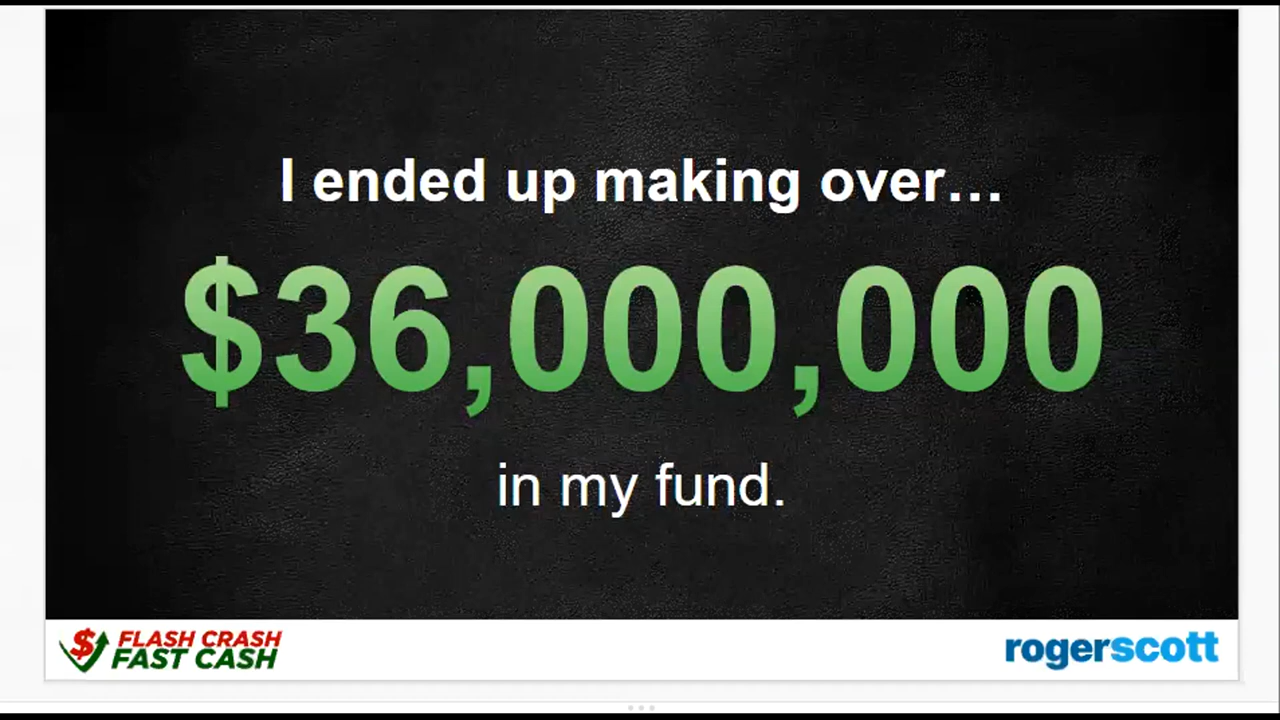 I ended up making over...
$36,000,000
in my fund.
FLASH CRASH
FAST CASH
rogerscott